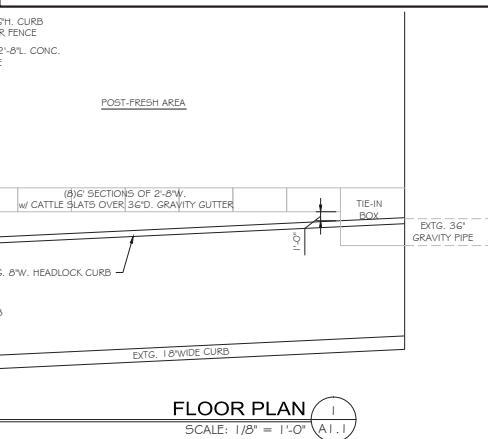 6"H. CURB
R FENCE
2'-8"L. CONC.
POST-FRESH AREA
(8)6' SECTIONS OF 2'-8"W.
w/ CATTLE SLATS OVER 36"D. GRAVITY GUTTER
TIE-IN
BOX
EXTG. 36"
GRAVITY PIPE
1'-0"
G. 8"W. HEADLOCK CURB
EXTG. 18"WIDE CURB
FLOOR PLAN
SCALE: 1/8" = 1'-0"
1
A1.1